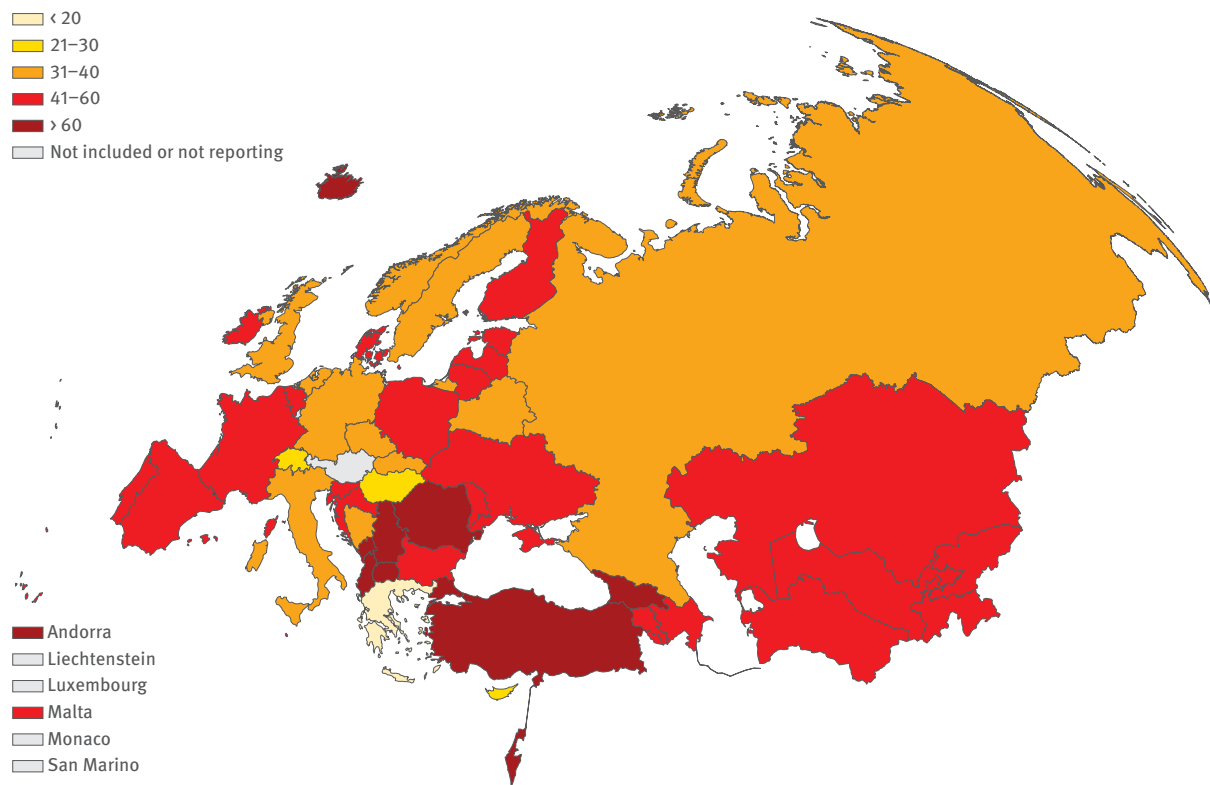 ‹ 20
21–30
31–40
41–60
› 60
Not included or not reporting
Andorra
Liechtenstein
Luxembourg
Malta
Monaco
San Marino